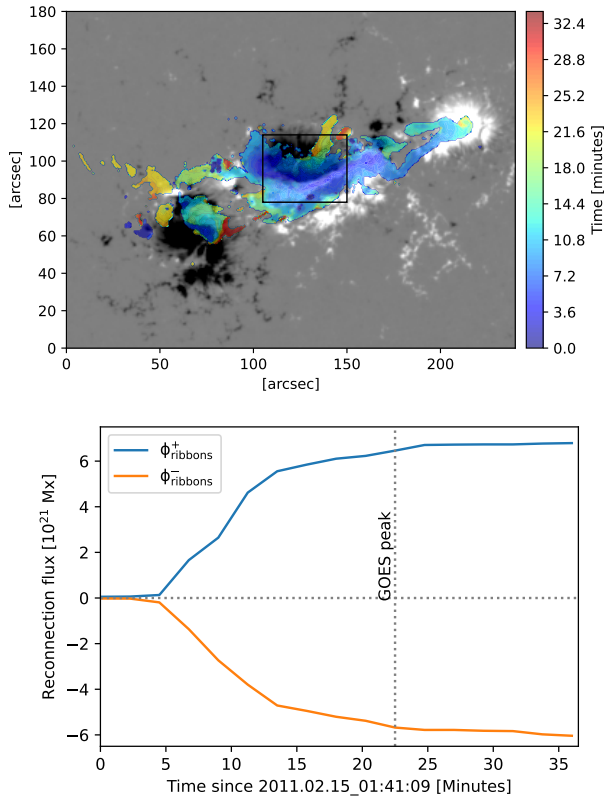 180
160
140
120
100
80
60
40
20
0
[arcsec]
0 50 100 150 200
[arcsec]
32.4
28.8
25.2
21.6
18.0
14.4
10.8
7.2
3.6
0.0
Time [minutes]
ϕ⁺ribbons
ϕ⁻ribbons
GOES peak
6
4
2
0
−2
−4
−6
Reconnection flux [10²¹ Mx]
0 5 10 15 20 25 30 35
Time since 2011.02.15_01:41:09 [Minutes]